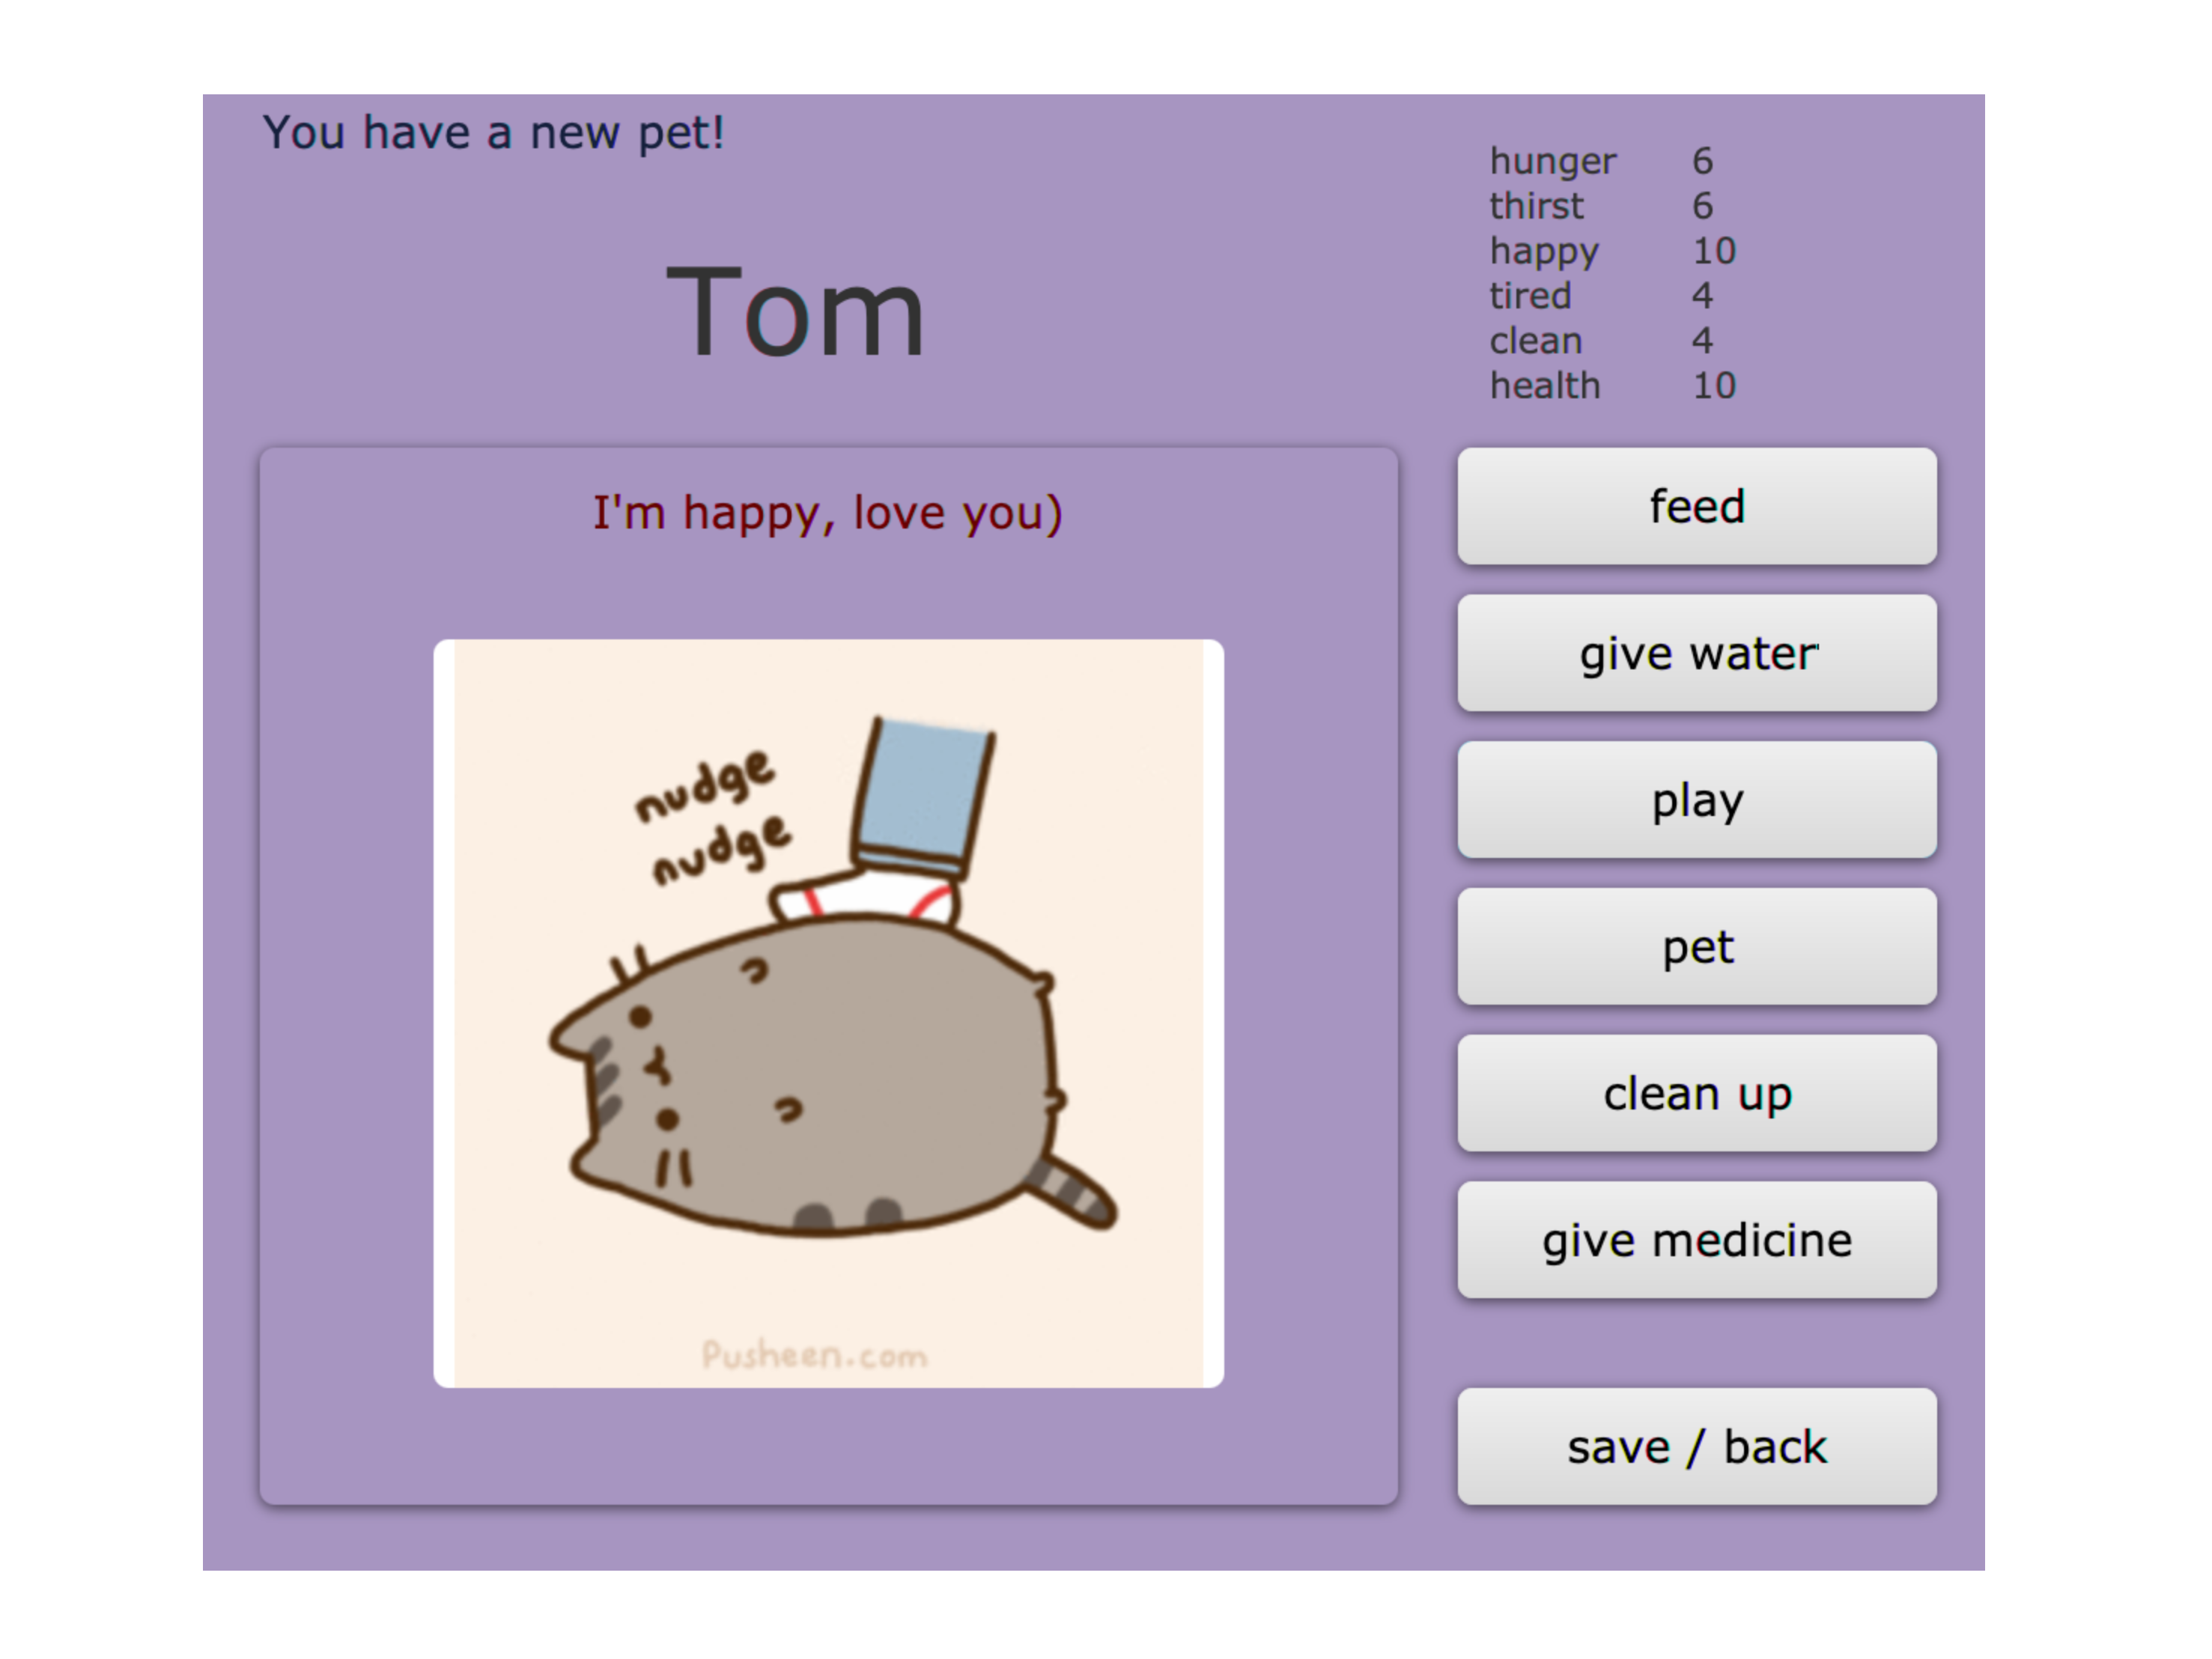 You have a new pet!
hunger 6
thirst 6
happy 10
tired 4
clean 4
health 10
Tom
I'm happy, love you)
nudge
nudge
Pusheen.com
feed
give water
play
pet
clean up
give medicine
save / back